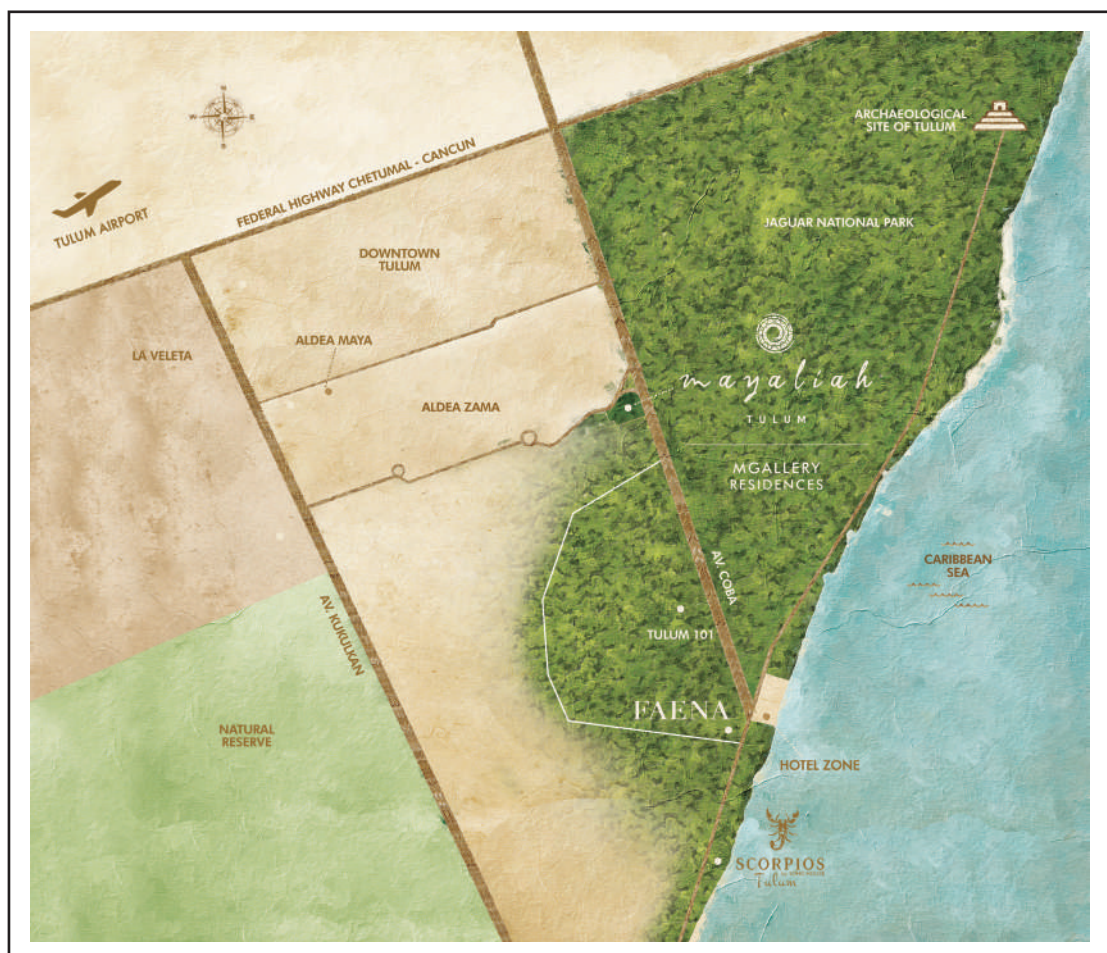 N
W
E
S
ARCHAEOLOGICAL
SITE OF TULUM
FEDERAL HIGHWAY CHETUMAL - CANCUN
TULUM AIRPORT
JAGUAR NATIONAL PARK
DOWNTOWN
TULUM
ALDEA MAYA
LA VELETA
ALDEA ZAMA
mayaliah
TULUM
MGALLERY
RESIDENCES
AV. COBA
CARIBBEAN
SEA
AV. KUKULKAN
TULUM 101
FAENA
NATURAL
RESERVE
HOTEL ZONE
SCORPIOS
Tulum